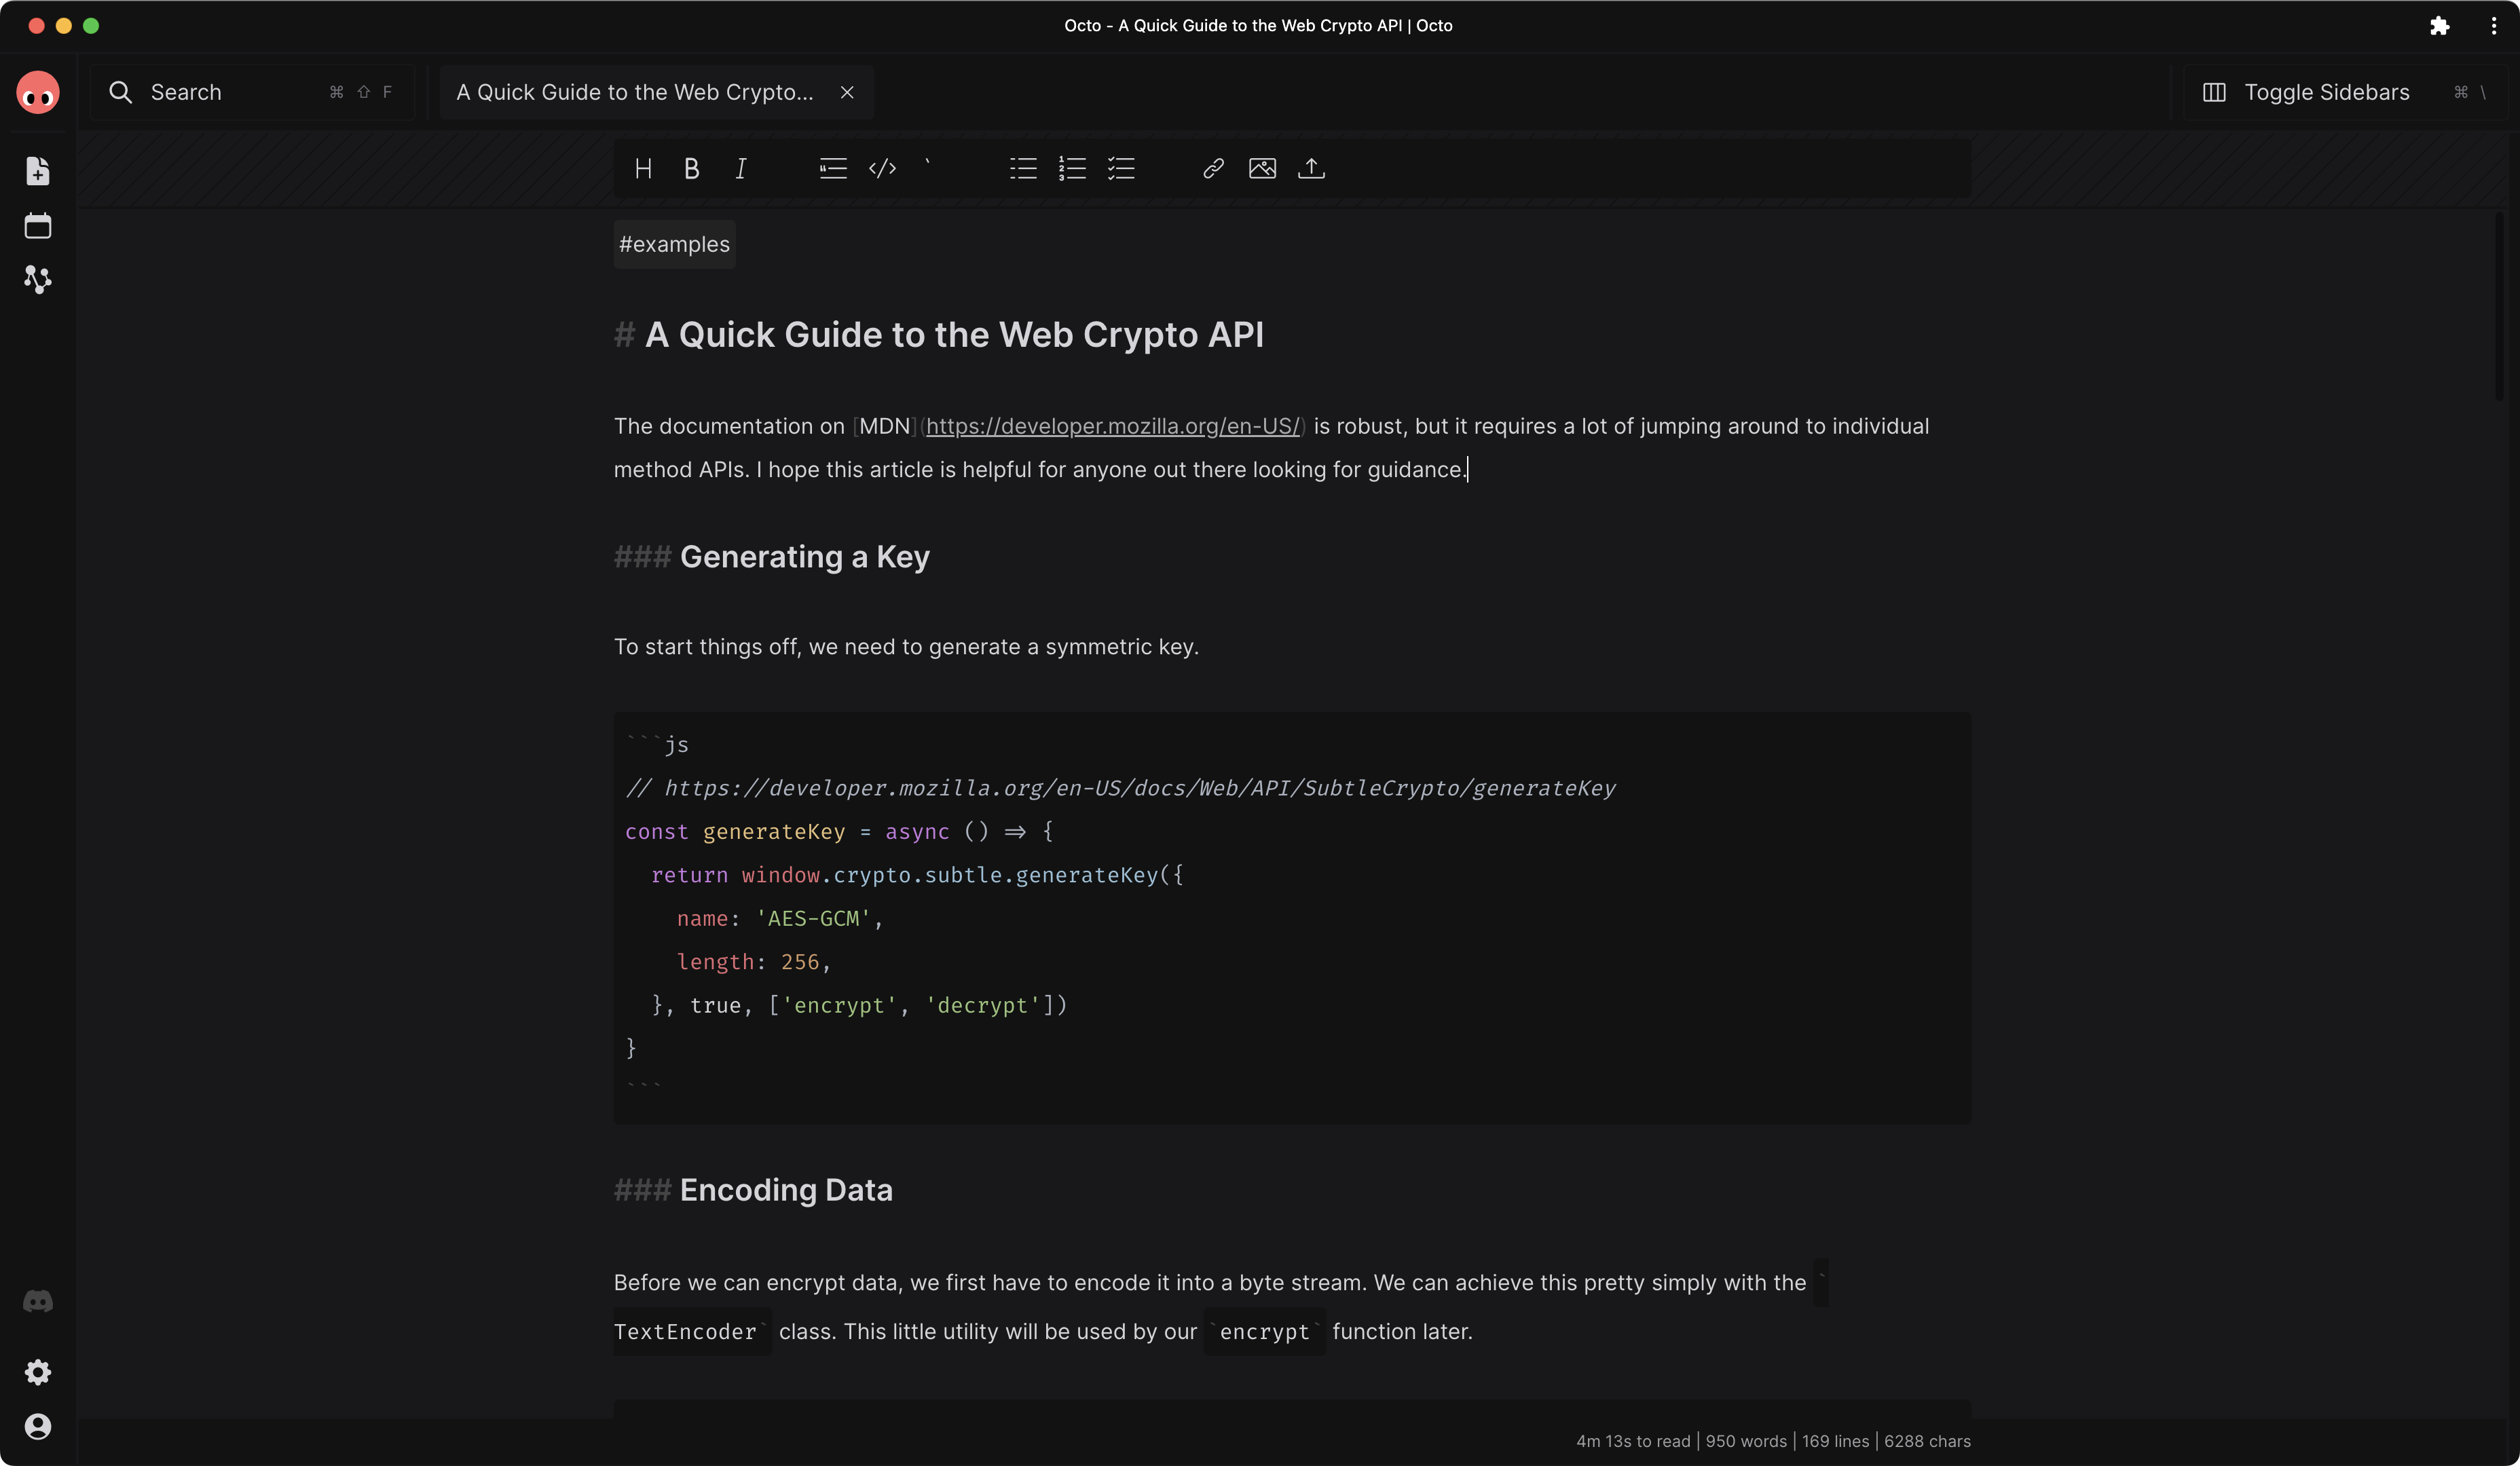 Octo - A Quick Guide to the Web Crypto API | Octo
Search ⌘ ⇧ F
A Quick Guide to the Web Crypto...
Toggle Sidebars ⌘ \
H B I </> `
#examples
# A Quick Guide to the Web Crypto API
The documentation on [MDN](https://developer.mozilla.org/en-US/) is robust, but it requires a lot of jumping around to individual
method APIs. I hope this article is helpful for anyone out there looking for guidance.
### Generating a Key
To start things off, we need to generate a symmetric key.
```js
// https://developer.mozilla.org/en-US/docs/Web/API/SubtleCrypto/generateKey
const generateKey = async () => {
  return window.crypto.subtle.generateKey({
    name: 'AES-GCM',
    length: 256,
  }, true, ['encrypt', 'decrypt'])
}
```
### Encoding Data
Before we can encrypt data, we first have to encode it into a byte stream. We can achieve this pretty simply with the `
TextEncoder` class. This little utility will be used by our `encrypt` function later.
4m 13s to read | 950 words | 169 lines | 6288 chars